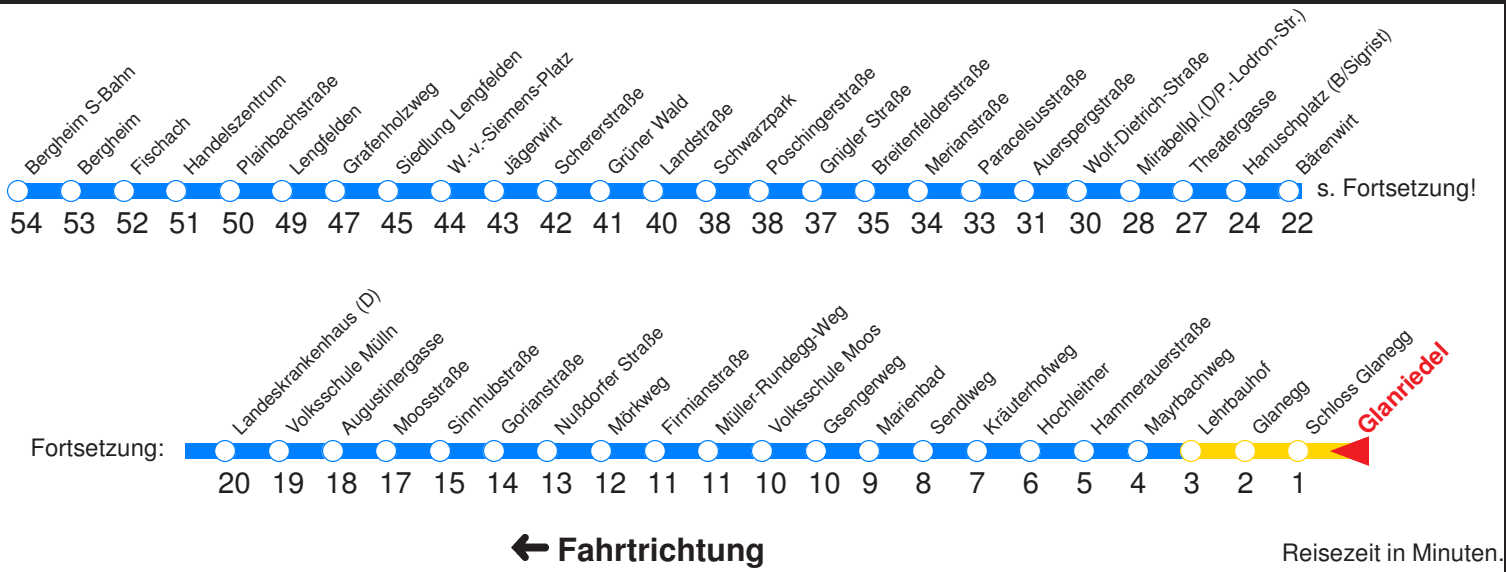 Bergheim S-Bahn
Bergheim
Fischach
Handelszentrum
Plainbachstraße
Lengfelden
Grafenholzweg
Siedlung Lengfelden
W.-v.-Siemens-Platz
Jägerwirt
Schererstraße
Grüner Wald
Landstraße
Schwarzpark
Poschingerstraße
Gnigler Straße
Breitenfelderstraße
Merianstraße
Paracelsusstraße
Auerspergstraße
Wolf-Dietrich-Straße
Mirabellpl.(D/P.-Lodron-Str.)
Theatergasse
Hanuschplatz (B/Sigrist)
Bärenwirt
s. Fortsetzung!
54 53 52 51 50 49 47 45 44 43 42 41 40 38 38 37 35 34 33 31 30 28 27 24 22
Landeskrankenhaus (D)
Volksschule Mülln
Augustinergasse
Moosstraße
Sinnhubstraße
Gorianstraße
Nußdorfer Straße
Mörkweg
Firmianstraße
Müller-Rundegg-Weg
Volksschule Moos
Gsengerweg
Marienbad
Sendlweg
Kräuterhofweg
Hochleitner
Hammerauerstraße
Mayrbachweg
Lehrbauhof
Glanegg
Schloss Glanegg
Glanriedel
Fortsetzung:
20 19 18 17 15 14 13 12 11 11 10 10 9 8 7 6 5 4 3 2 1
← Fahrtrichtung
Reisezeit in Minuten.